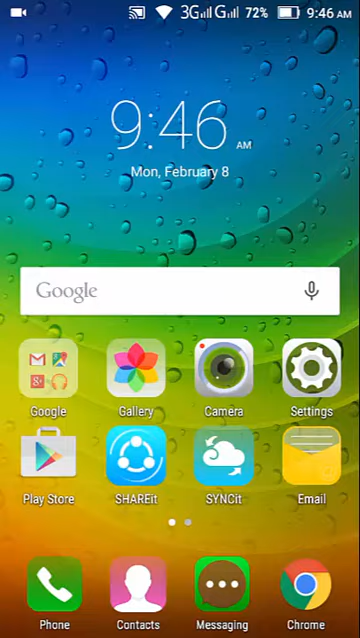 3G G 72% 9:46 AM
9:46 AM
Mon, February 8
Google
Google Gallery Camera Settings
Play Store SHAREit SYNCit Email
Phone Contacts Messaging Chrome